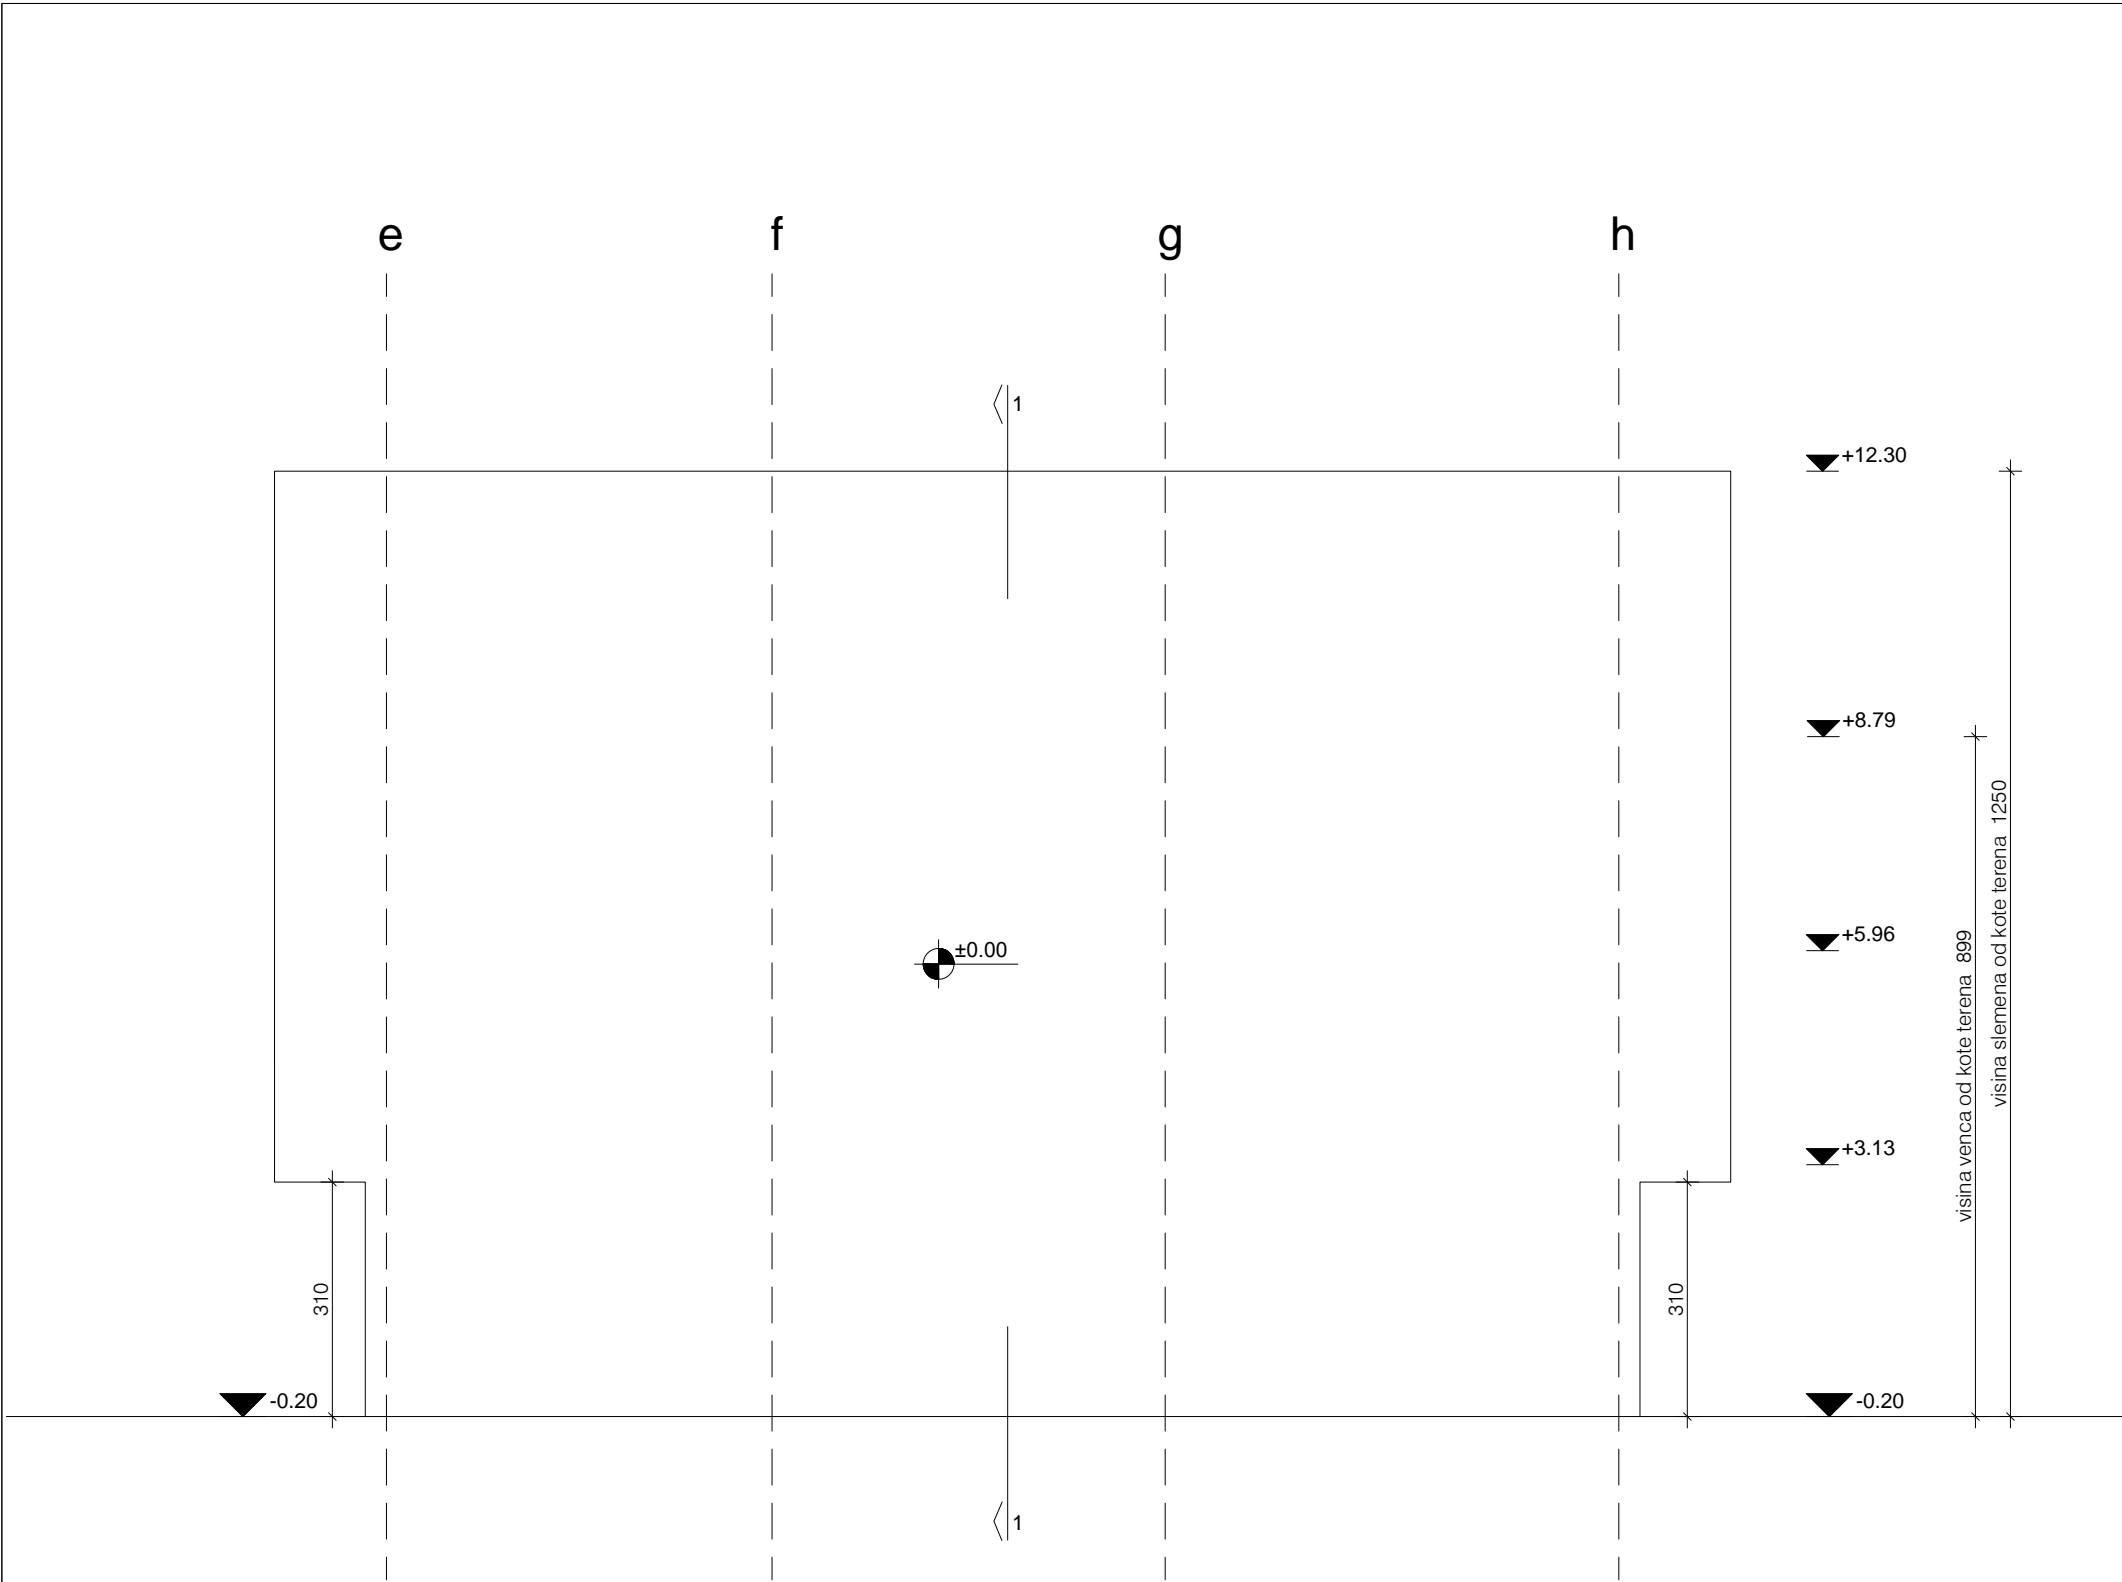 e
f
g
h
1
+12.30
+8.79
visina slemena od kote terena 1250
+5.96
visina venca od kote terena 899
±0.00
+3.13
310
310
-0.20
-0.20
1